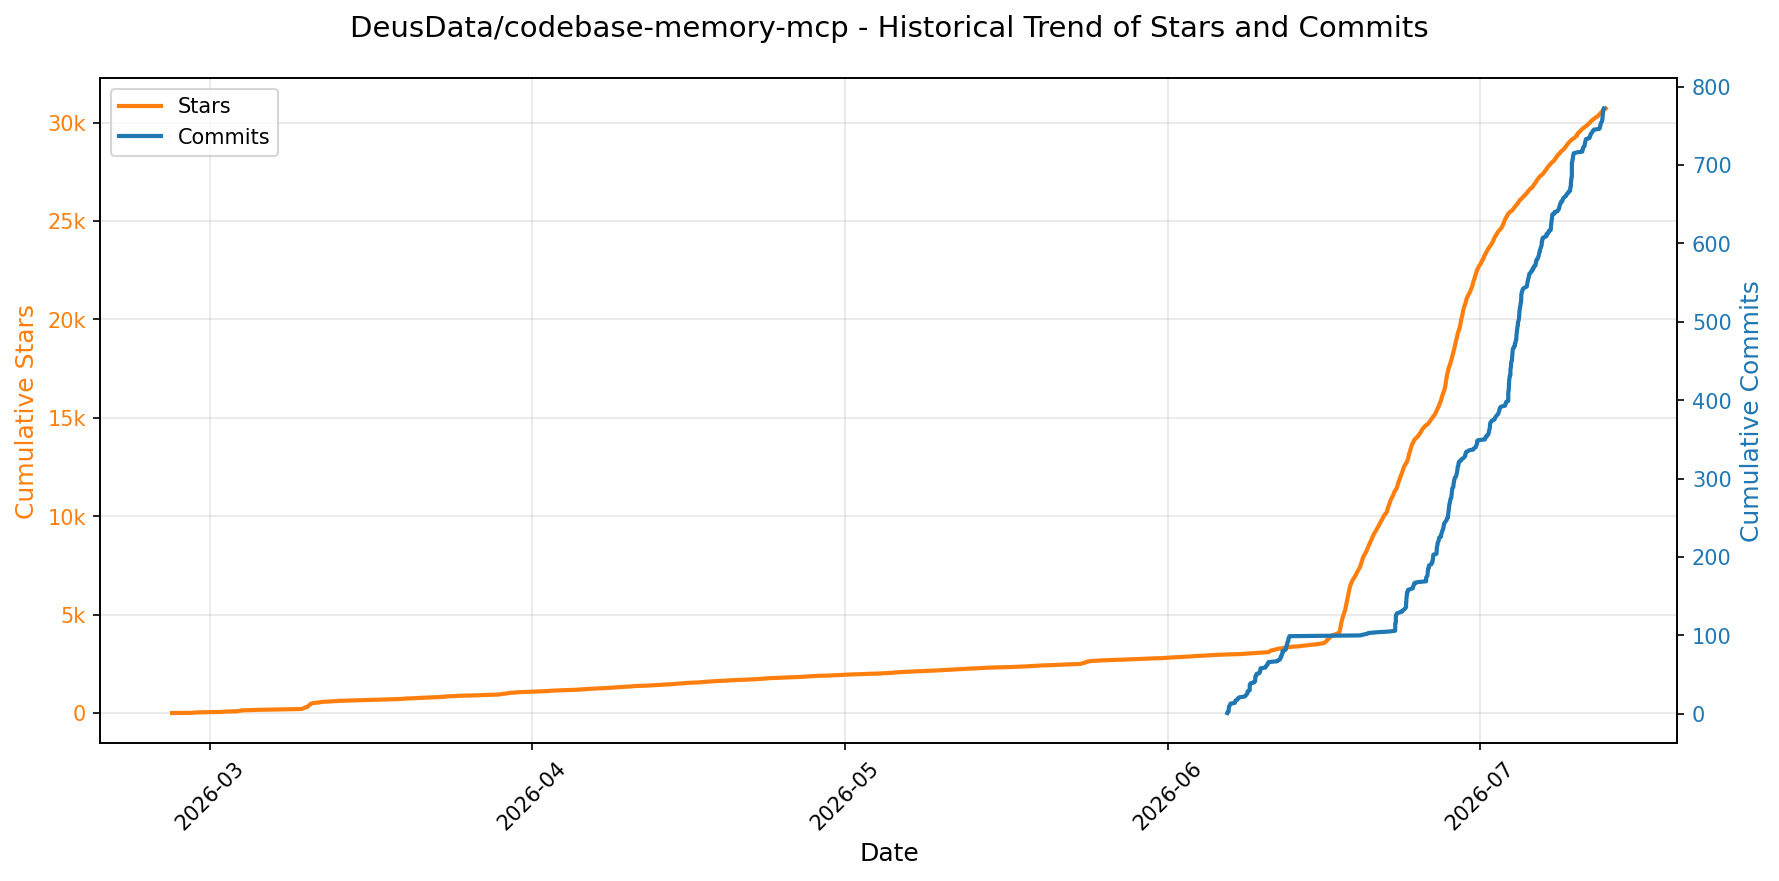 DeusData/codebase-memory-mcp - Historical Trend of Stars and Commits
Stars
Commits
30k
25k
20k
15k
10k
5k
0
Cumulative Stars
800
700
600
500
400
300
200
100
0
Cumulative Commits
2026-03
2026-04
2026-05
2026-06
2026-07
Date